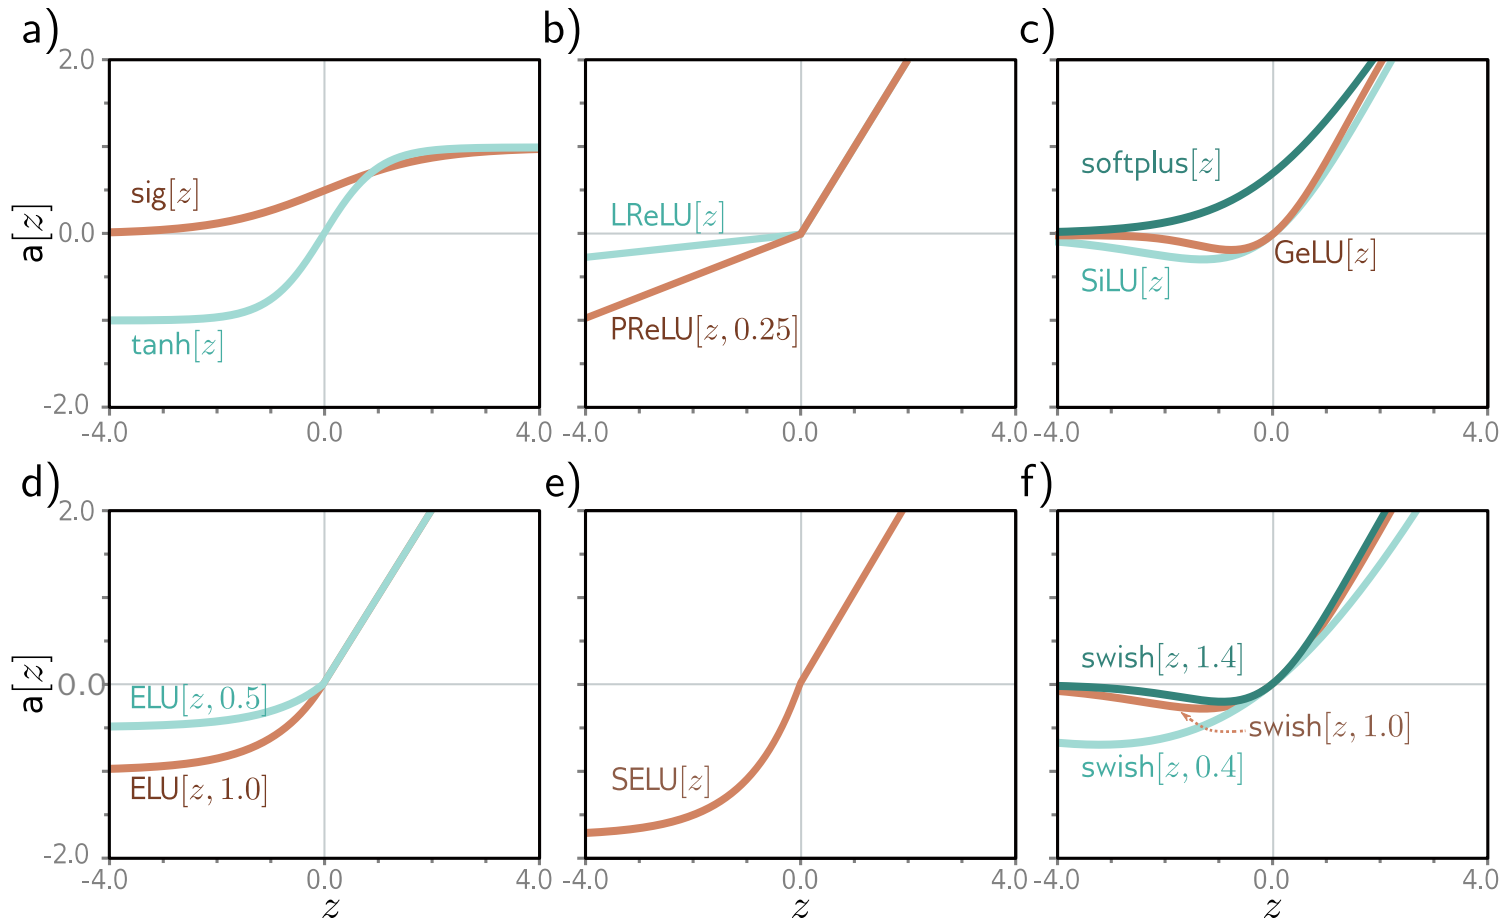 a)
b)
c)
2.0
0.0
-2.0
a[z]
sig[z]
tanh[z]
LReLU[z]
PReLU[z, 0.25]
softplus[z]
GeLU[z]
SiLU[z]
-4.0 0.0 4.0
-4.0 0.0 4.0
-4.0 0.0 4.0
d)
e)
f)
2.0
0.0
-2.0
a[z]
ELU[z, 0.5]
ELU[z, 1.0]
SELU[z]
swish[z, 1.4]
swish[z, 1.0]
swish[z, 0.4]
-4.0 0.0 4.0
-4.0 0.0 4.0
-4.0 0.0 4.0
z
z
z